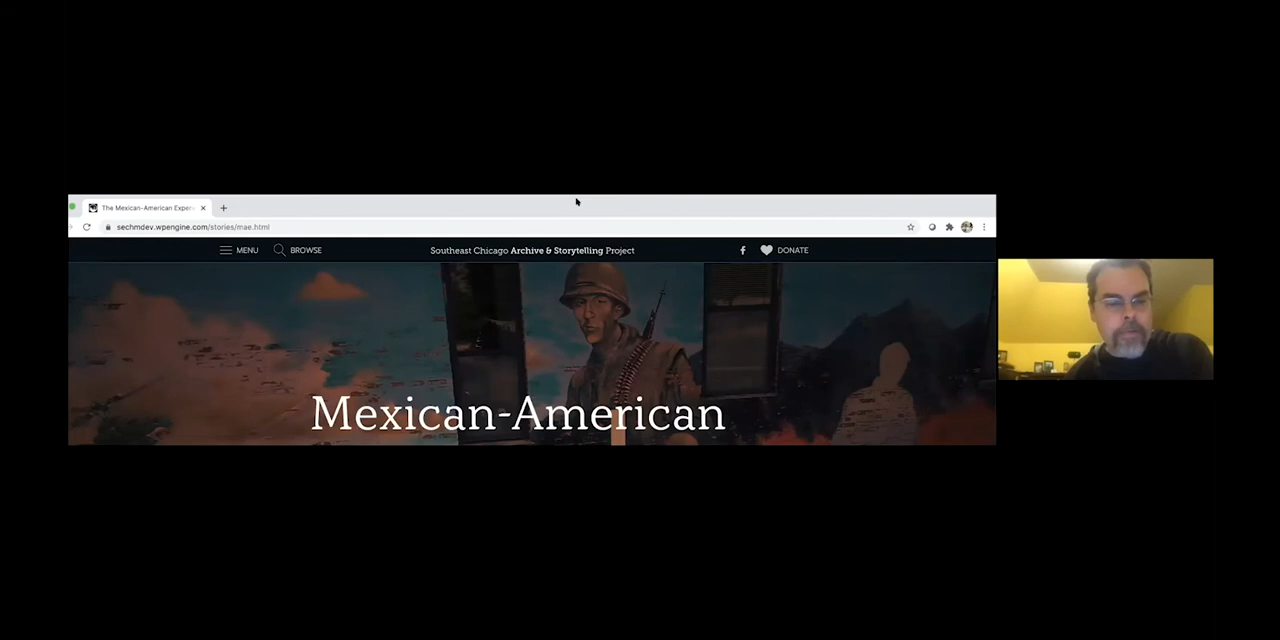 The Mexican-American Exper
sechmdev.wpengine.com/stories/mae.html
MENU BROWSE Southeast Chicago Archive & Storytelling Project DONATE
Mexican-American